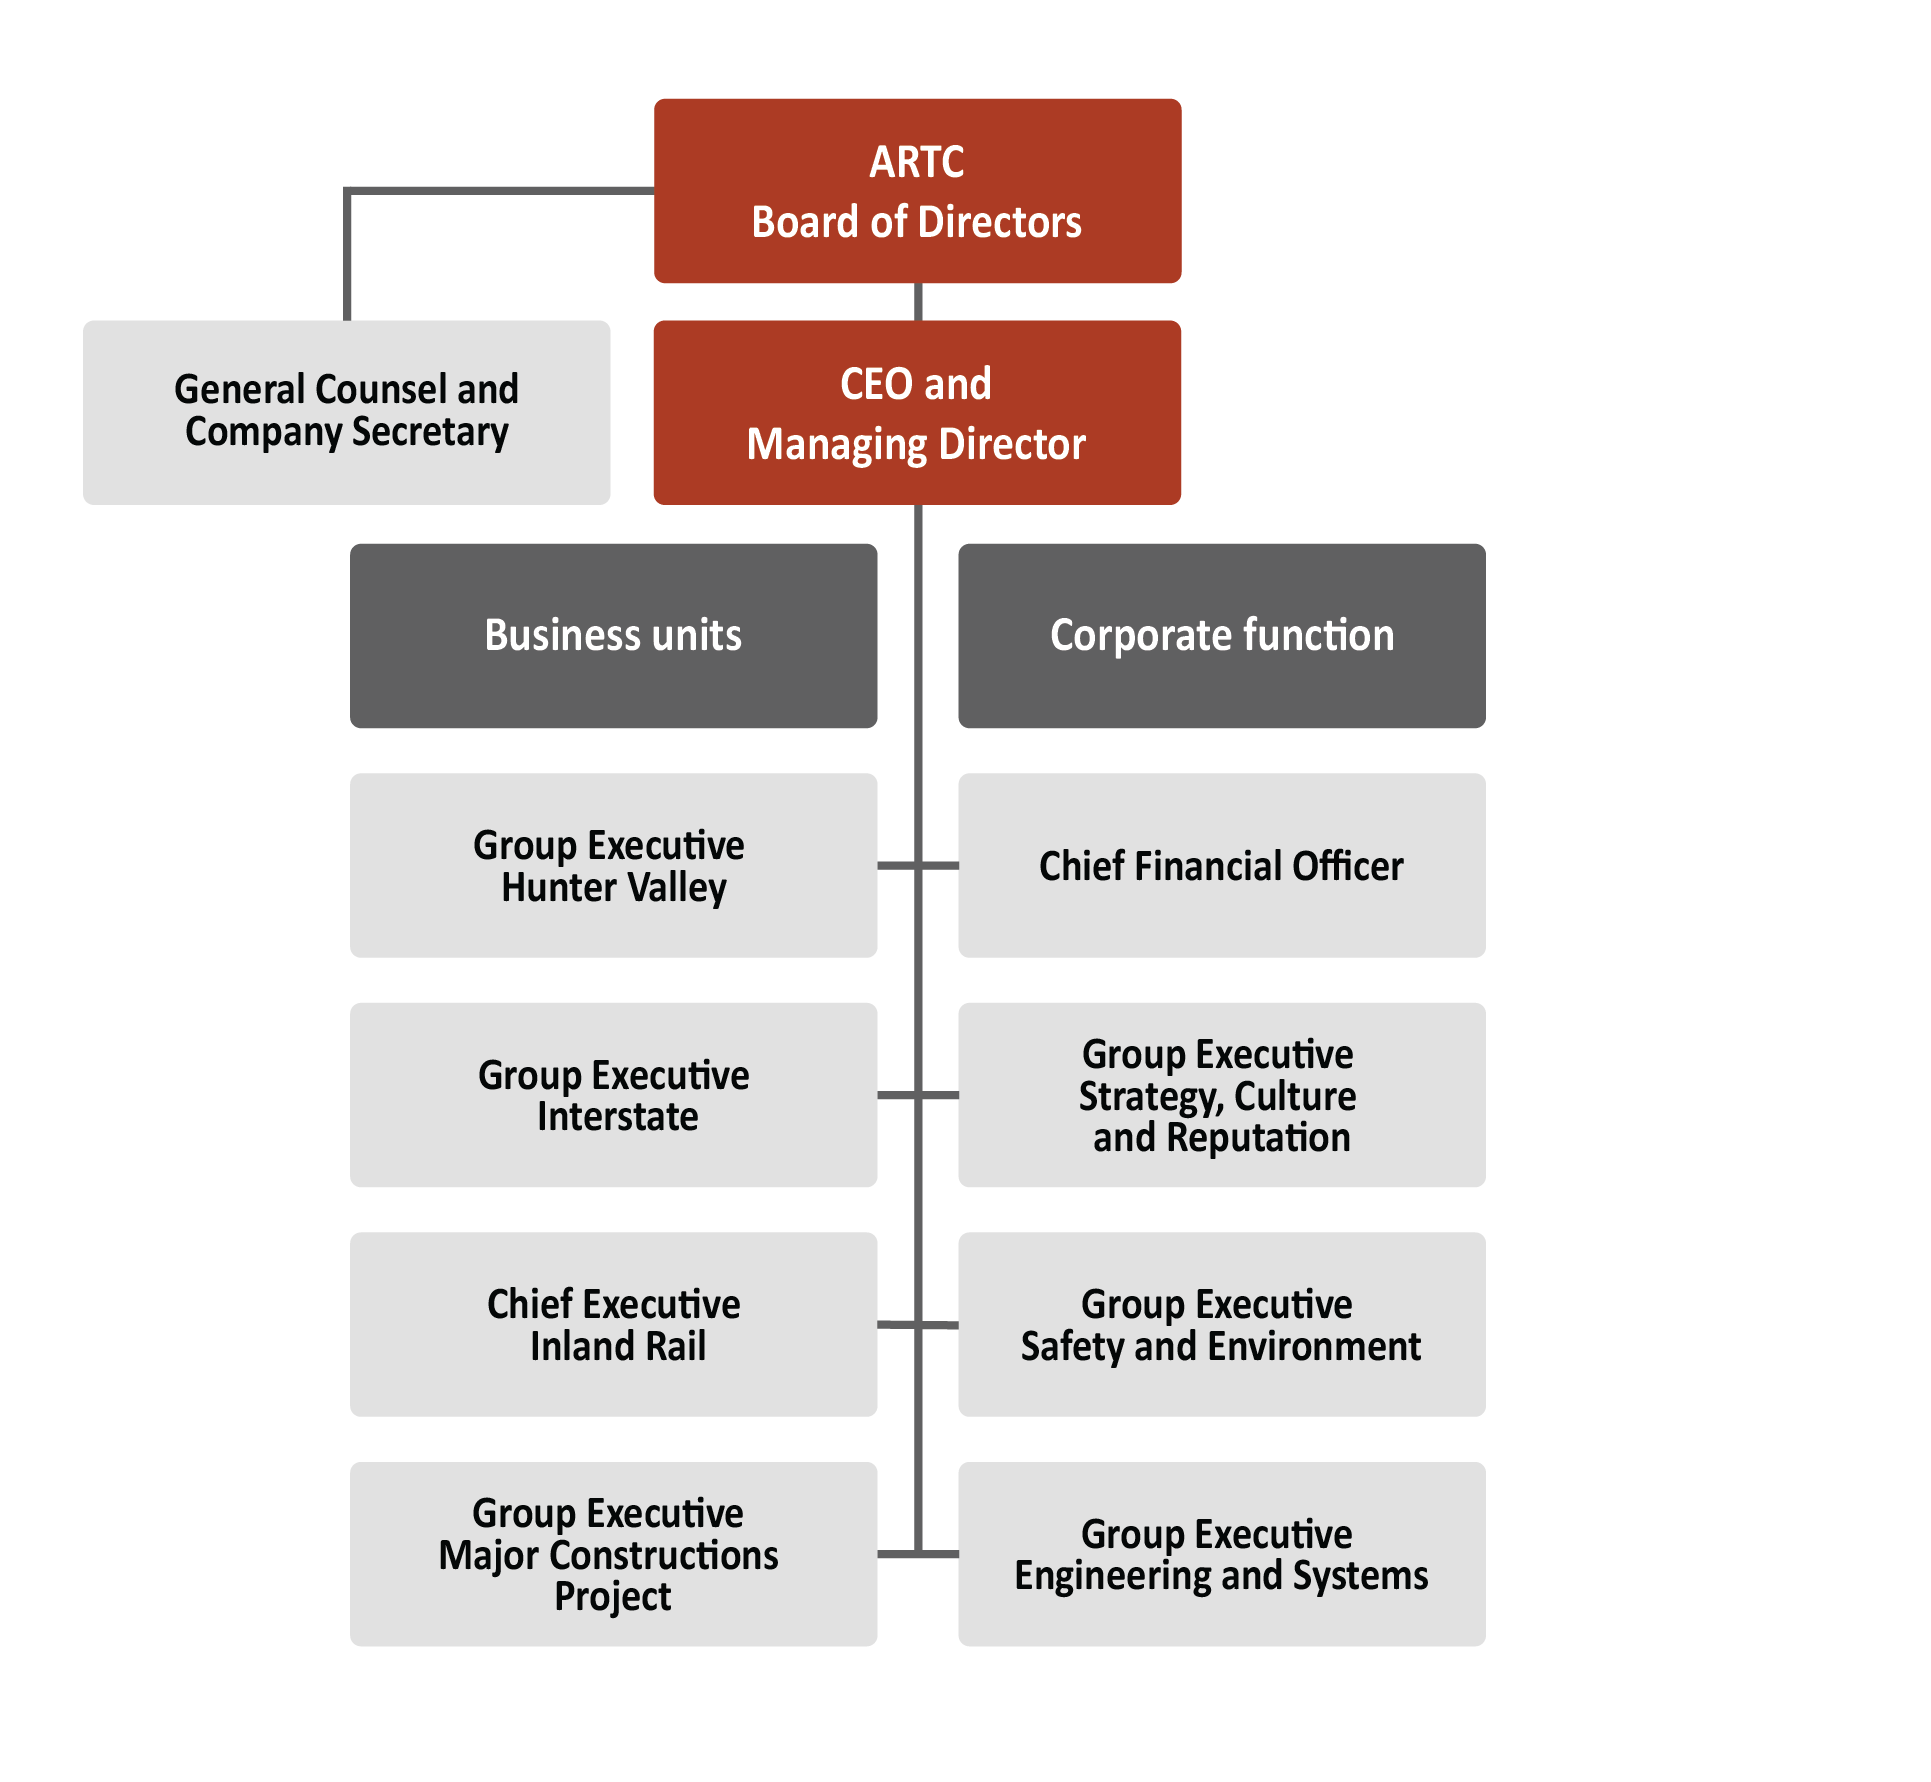 ARTC
Board of Directors
General Counsel and
Company Secretary
CEO and
Managing Director
Business units
Corporate function
Group Executive
Hunter Valley
Chief Financial Officer
Group Executive
Interstate
Group Executive
Strategy, Culture
and Reputation
Chief Executive
Inland Rail
Group Executive
Safety and Environment
Group Executive
Major Constructions
Project
Group Executive
Engineering and Systems